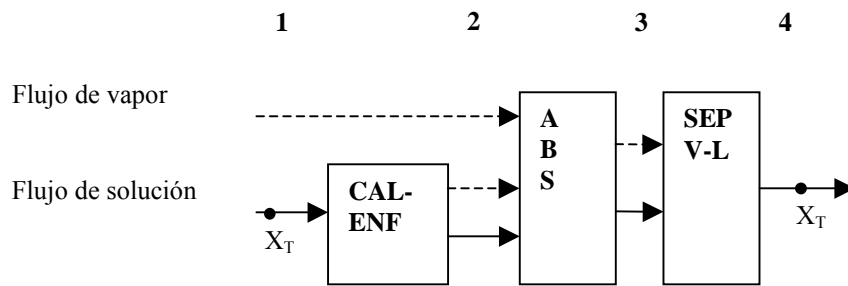 1 2 3 4
Flujo de vapor
A
B
S
SEP
V-L
Flujo de solución
CAL-
ENF
X_T
X_T